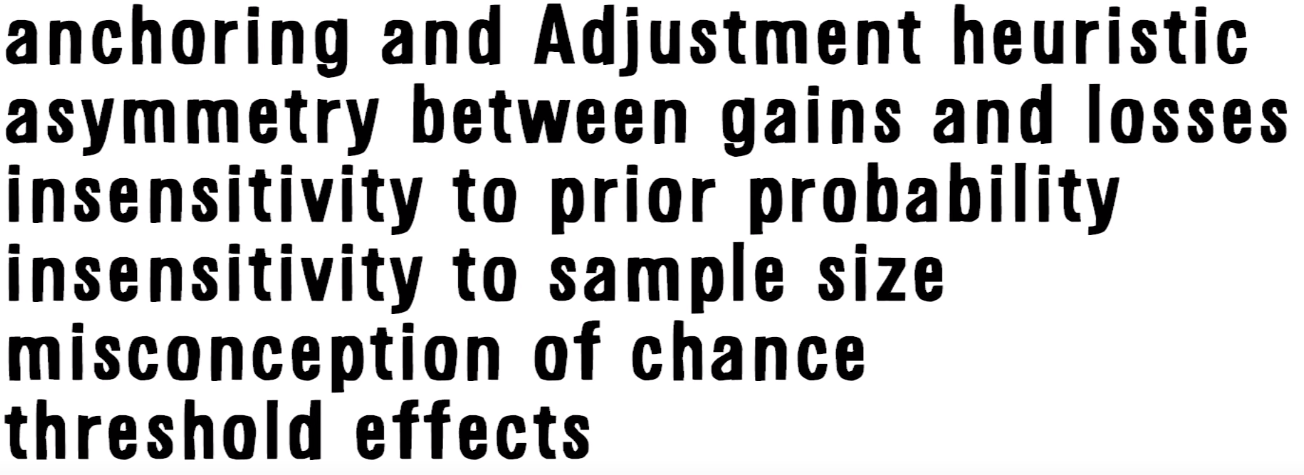 anchoring and Adjustment heuristic
asymmetry between gains and losses
insensitivity to prior probability
insensitivity to sample size
misconception of chance
threshold effects